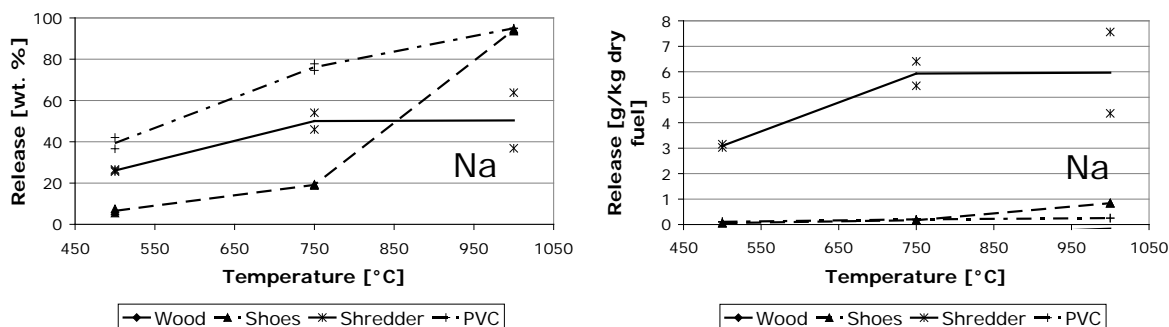 100
80
60
40
20
0
Release [wt. %]
Na
450 550 650 750 850 950 1050
Temperature [°C]
Wood Shoes Shredder PVC
8
7
6
5
4
3
2
1
0
Release [g/kg dry
fuel]
Na
450 550 650 750 850 950 1050
Temperature [°C]
Wood Shoes Shredder PVC